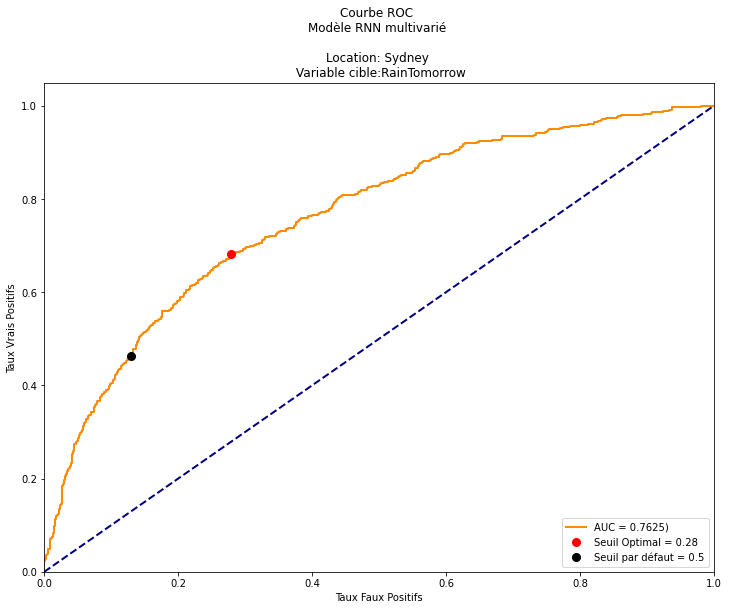 Courbe ROC
Modèle RNN multivarié
Location: Sydney
Variable cible:RainTomorrow
1.0
0.8
0.6
0.4
0.2
0.0
Taux Vrais Positifs
0.0 0.2 0.4 0.6 0.8 1.0
Taux Faux Positifs
AUC = 0.7625)
Seuil Optimal = 0.28
Seuil par défaut = 0.5